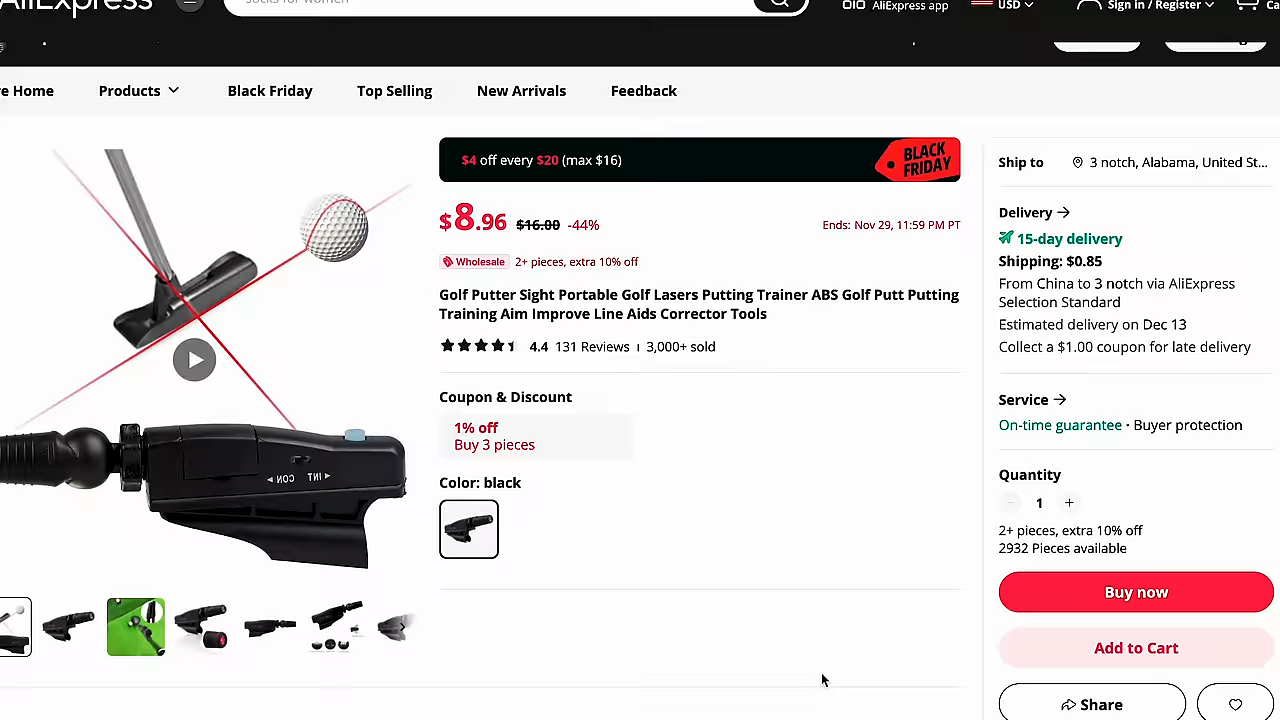 AliExpress
socks for women
AliExpress app
USD
Sign in / Register
Ca
e Home
Products
Black Friday
Top Selling
New Arrivals
Feedback
$4 off every $20 (max $16)
BLACK
FRIDAY
$8.96 $16.00 -44%
Ends: Nov 29, 11:59 PM PT
Wholesale 2+ pieces, extra 10% off
Golf Putter Sight Portable Golf Lasers Putting Trainer ABS Golf Putt Putting
Training Aim Improve Line Aids Corrector Tools
4.4 131 Reviews 3,000+ sold
Coupon & Discount
1% off
Buy 3 pieces
Color: black
CON INT
Ship to 3 notch, Alabama, United St...
Delivery
15-day delivery
Shipping: $0.85
From China to 3 notch via AliExpress
Selection Standard
Estimated delivery on Dec 13
Collect a $1.00 coupon for late delivery
Service
On-time guarantee · Buyer protection
Quantity
1 +
2+ pieces, extra 10% off
2932 Pieces available
Buy now
Add to Cart
Share